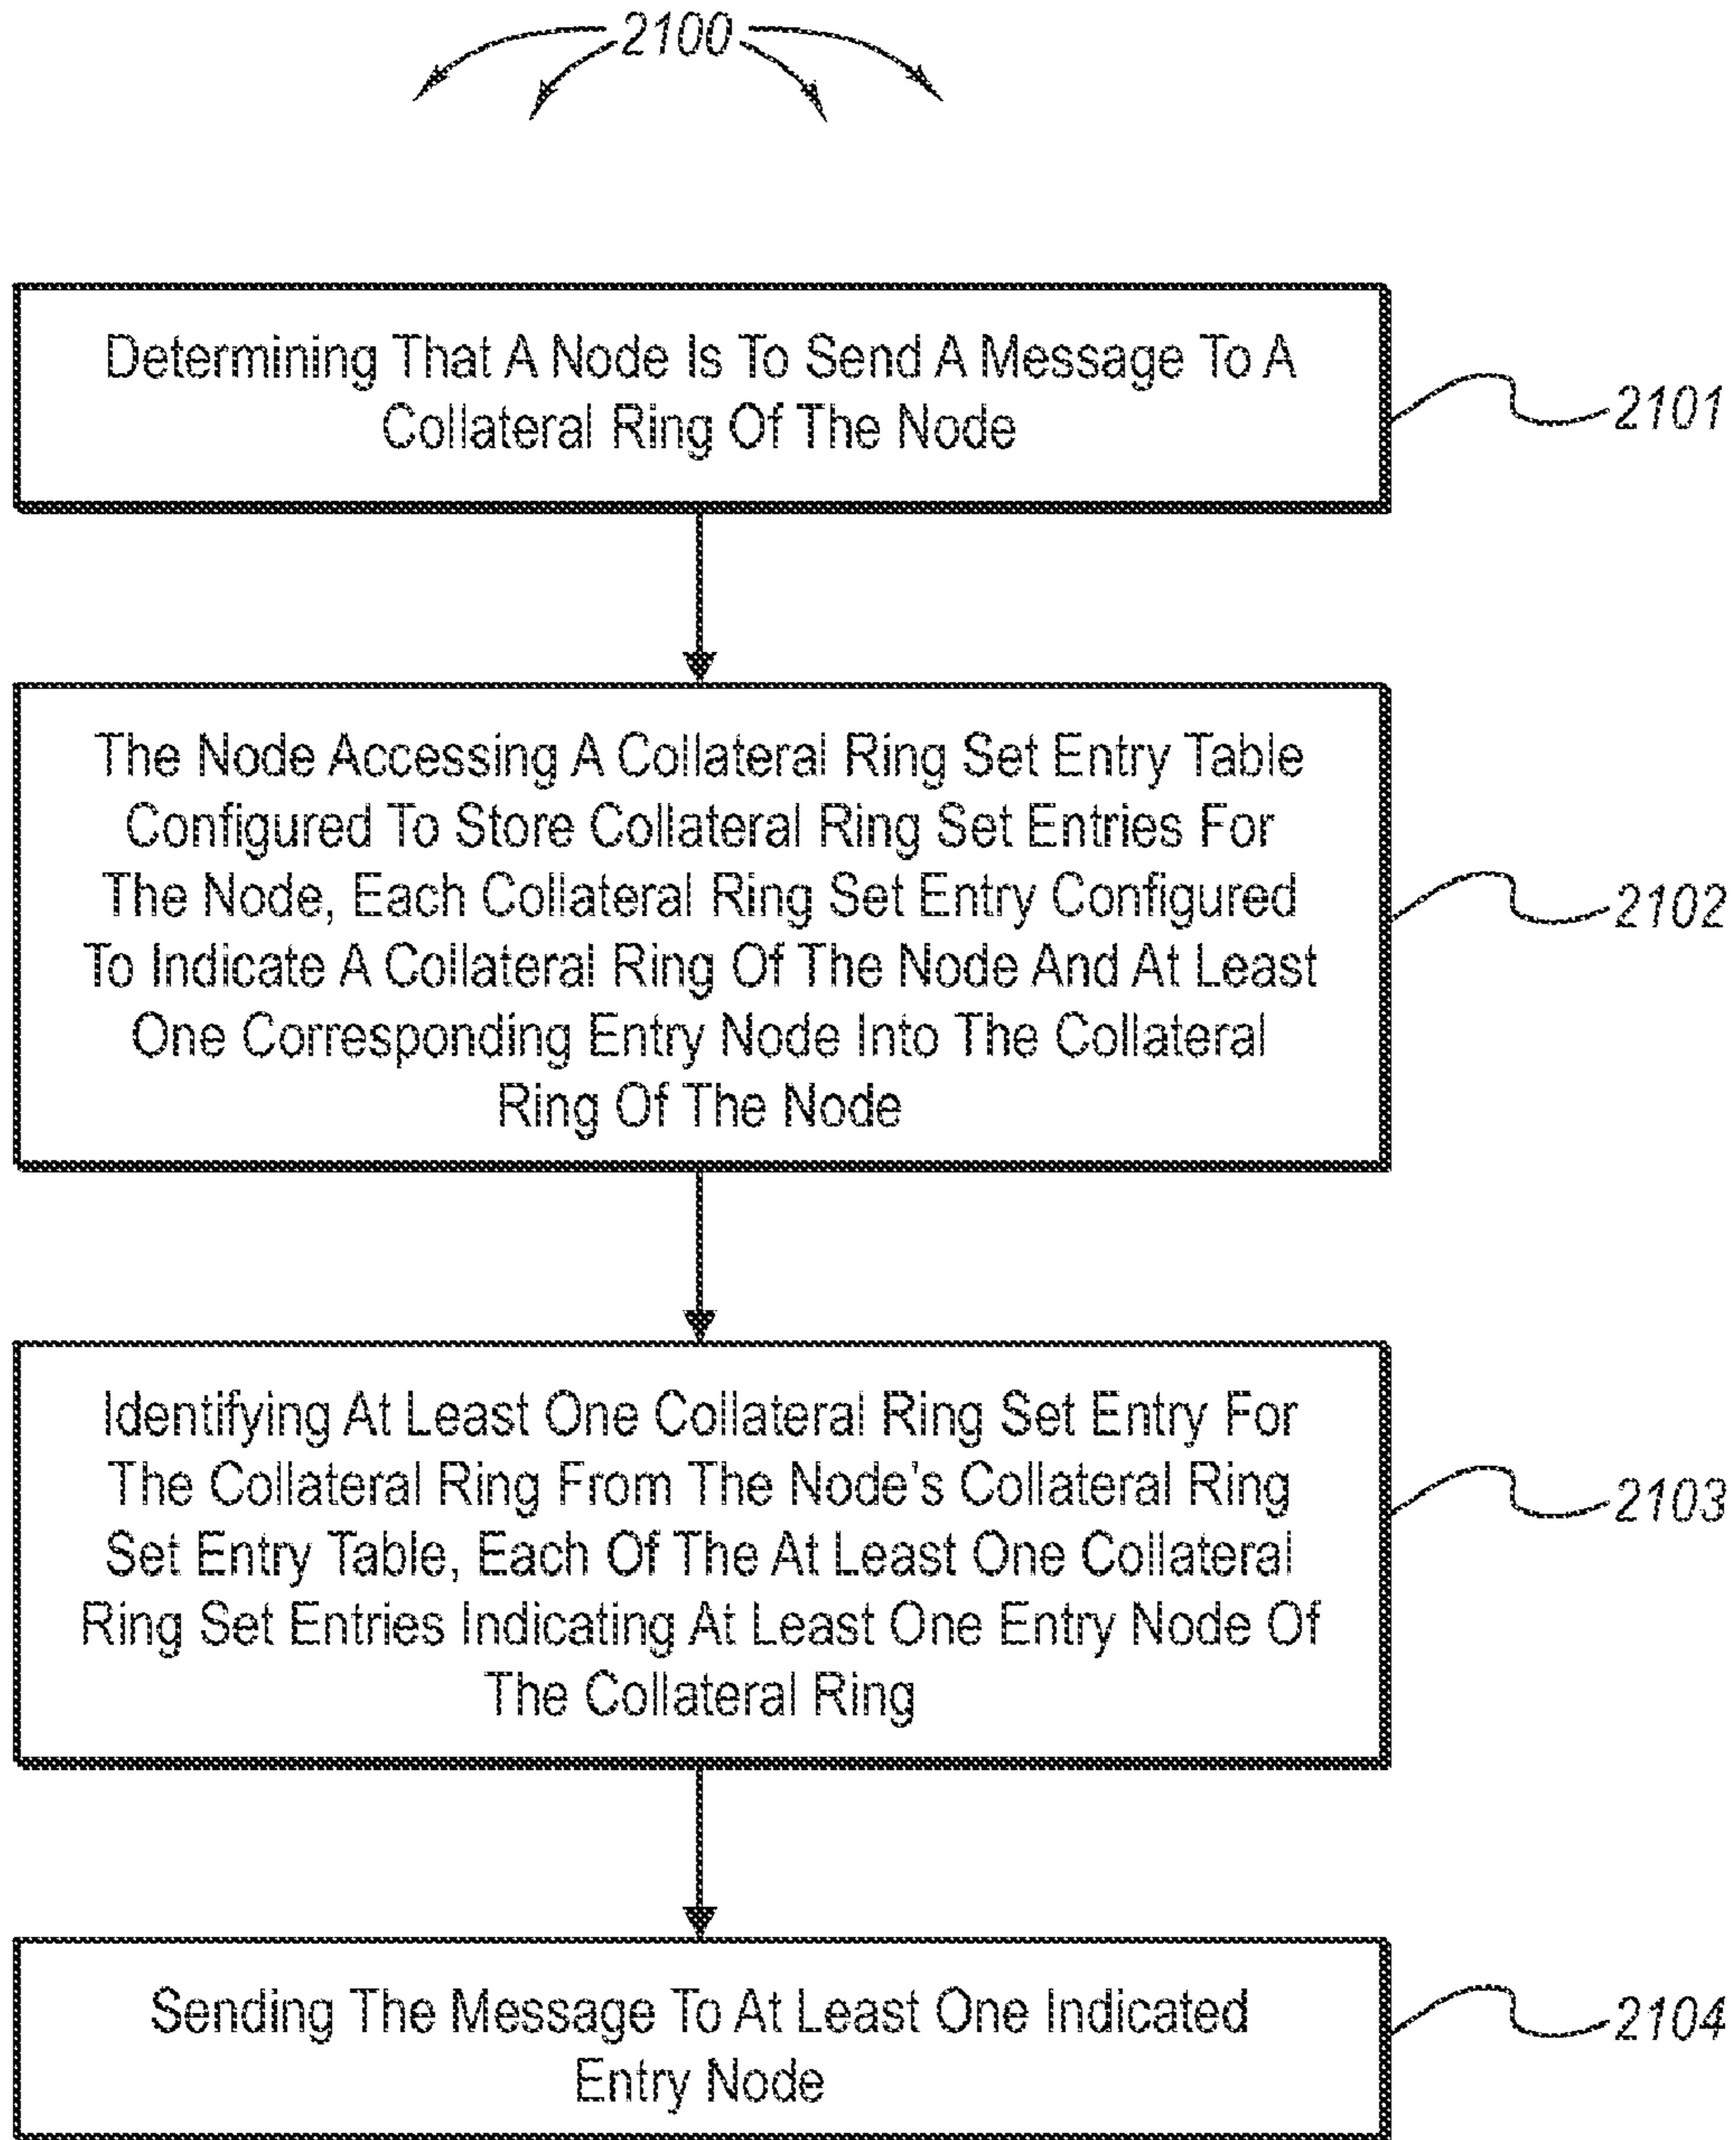 2100
Determining That A Node Is To Send A Message To A
Collateral Ring Of The Node
2101
The Node Accessing A Collateral Ring Set Entry Table
Configured To Store Collateral Ring Set Entries For
The Node, Each Collateral Ring Set Entry Configured
To Indicate A Collateral Ring Of The Node And At Least
One Corresponding Entry Node Into The Collateral
Ring Of The Node
2102
Identifying At Least One Collateral Ring Set Entry For
The Collateral Ring From The Node's Collateral Ring
Set Entry Table, Each Of The At Least One Collateral
Ring Set Entries Indicating At Least One Entry Node Of
The Collateral Ring
2103
Sending The Message To At Least One Indicated
Entry Node
2104